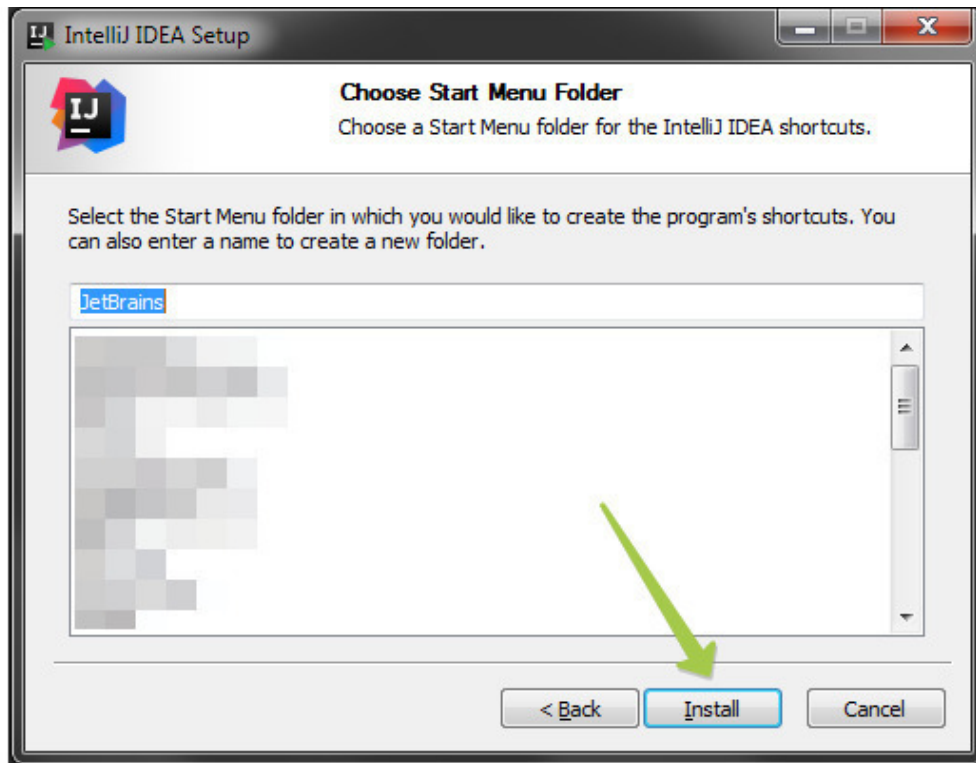 IntelliJ IDEA Setup
IJ
Choose Start Menu Folder
Choose a Start Menu folder for the IntelliJ IDEA shortcuts.
Select the Start Menu folder in which you would like to create the program's shortcuts. You
can also enter a name to create a new folder.
JetBrains
< Back
Install
Cancel